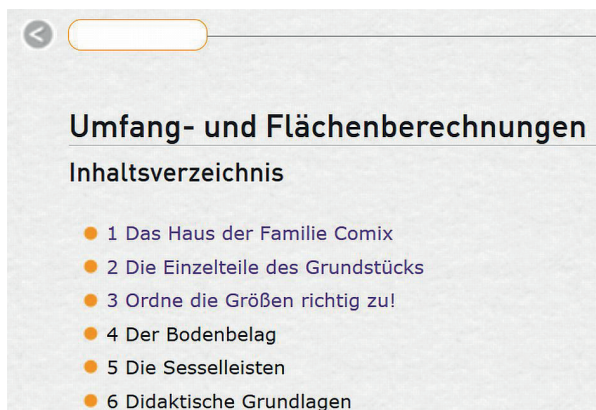 Umfang- und Flächenberechnungen
Inhaltsverzeichnis
1 Das Haus der Familie Comix
2 Die Einzelteile des Grundstücks
3 Ordne die Größen richtig zu!
4 Der Bodenbelag
5 Die Sesselleisten
6 Didaktische Grundlagen